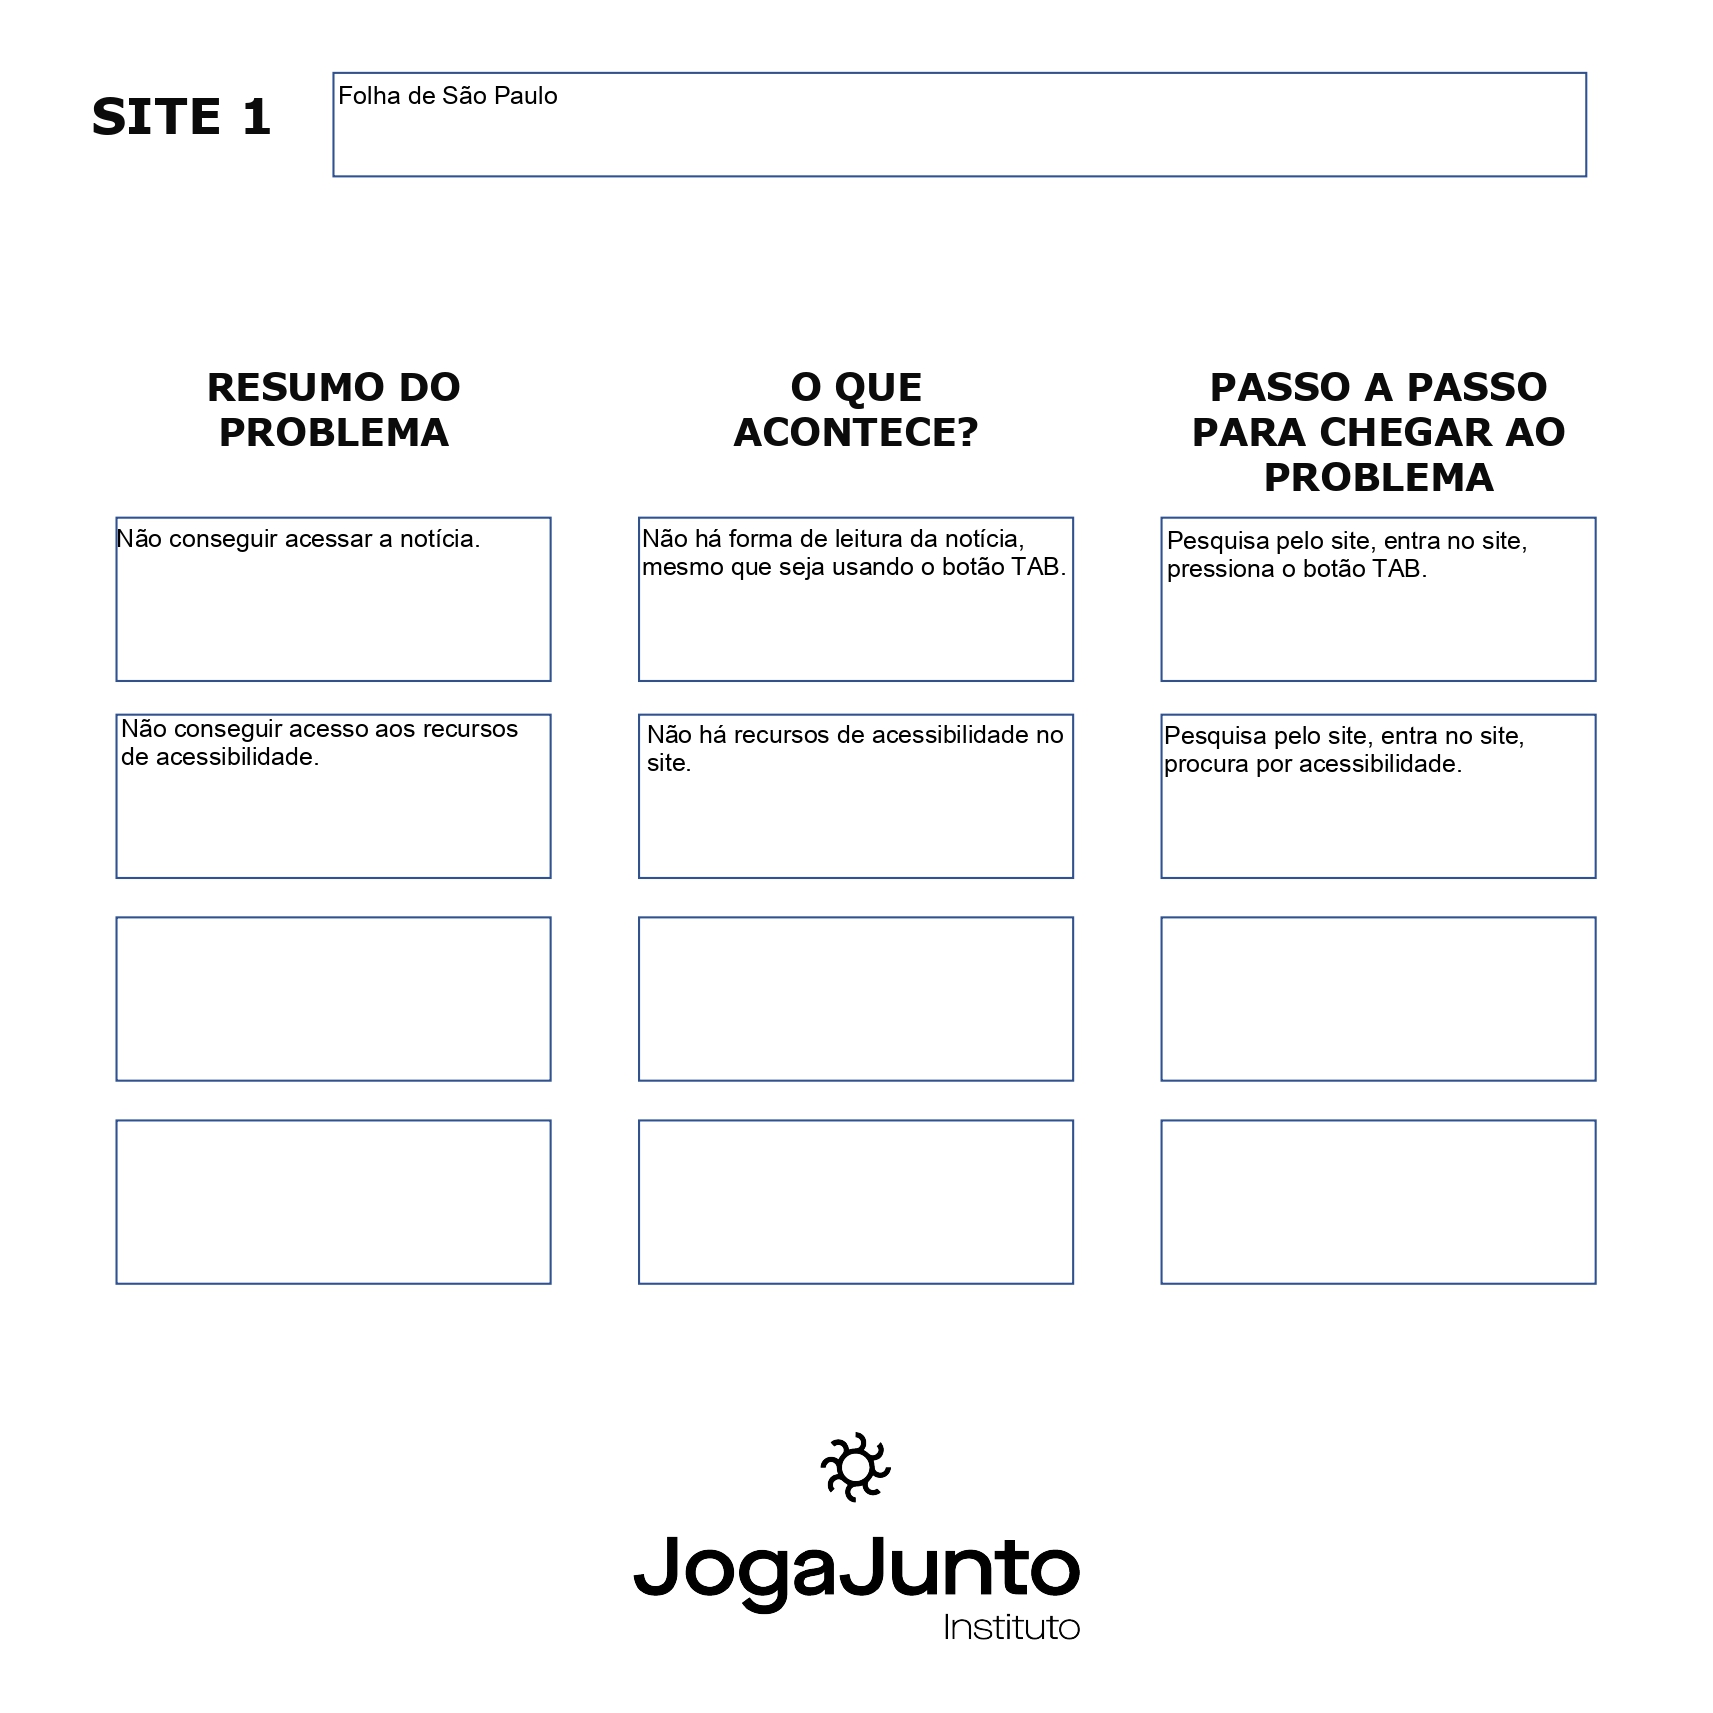 SITE 1
Folha de São Paulo
RESUMO DO
PROBLEMA
O QUE
ACONTECE?
PASSO A PASSO
PARA CHEGAR AO
PROBLEMA
Não conseguir acessar a notícia.
Não há forma de leitura da notícia,
mesmo que seja usando o botão TAB.
Pesquisa pelo site, entra no site,
pressiona o botão TAB.
Não conseguir acesso aos recursos
de acessibilidade.
Não há recursos de acessibilidade no
site.
Pesquisa pelo site, entra no site,
procura por acessibilidade.
JogaJunto
Instituto